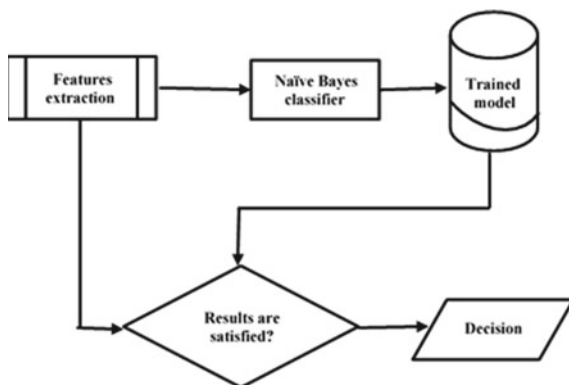 Features
extraction
Naïve Bayes
classifier
Trained
model
Results are
satisfied?
Decision